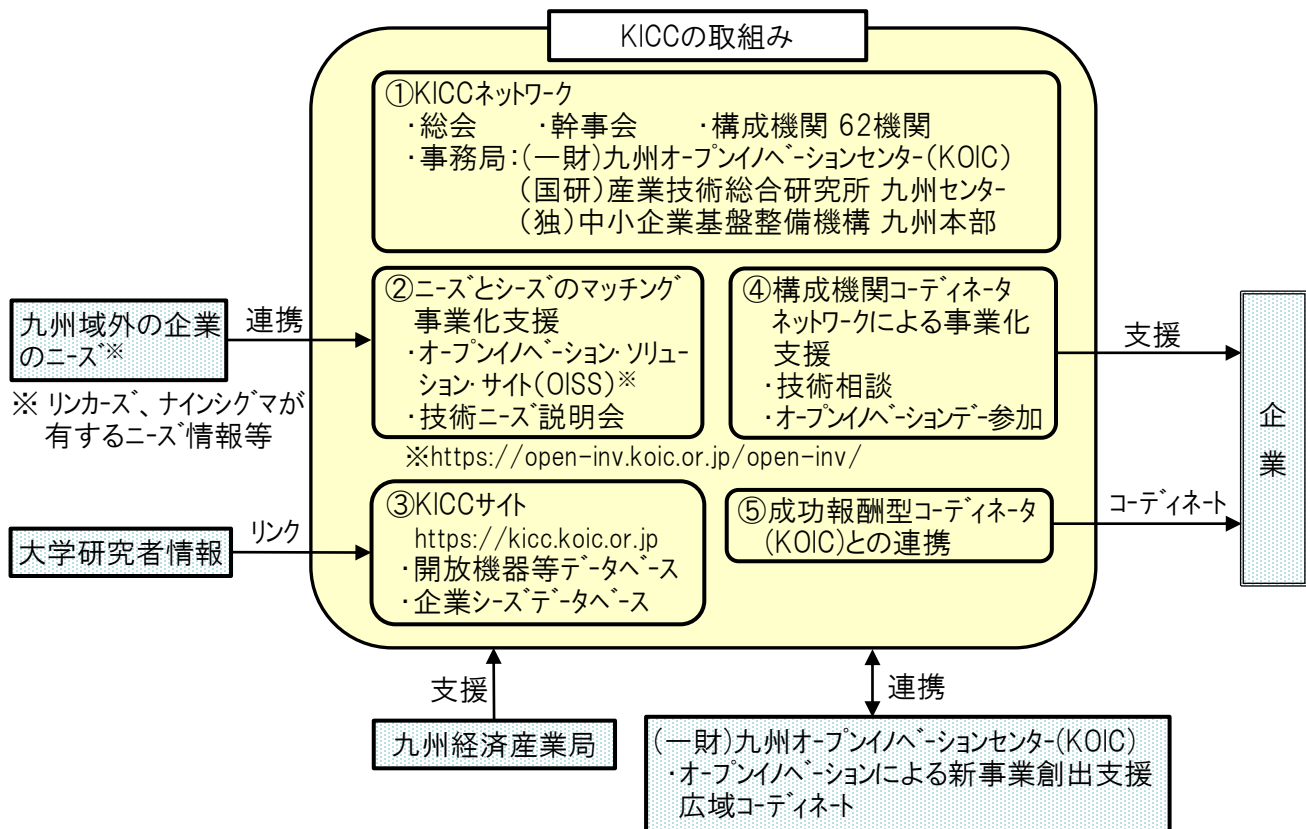 KICCの取組み
①KICCネットワーク
・総会 ・幹事会 ・構成機関 62機関
・事務局：(一財)九州オープンイノベーションセンター(KOIC)
(国研)産業技術総合研究所 九州センター
(独)中小企業基盤整備機構 九州本部
九州域外の企業
のニーズ※
連携
※ リンカーズ、ナインシグマが
有するニーズ情報等
②ニーズとシーズのマッチング
事業化支援
・オープンイノベーション・ソリュー
ション・サイト(OISS)※
・技術ニーズ説明会
※https://open-inv.koic.or.jp/open-inv/
④構成機関コーディネータ
ネットワークによる事業化
支援
・技術相談
・オープンイノベーションデー参加
支援
企業
大学研究者情報
リンク
③KICCサイト
https://kicc.koic.or.jp
・開放機器等データベース
・企業シーズデータベース
⑤成功報酬型コーディネータ
(KOIC)との連携
コーディネート
支援
九州経済産業局
連携
(一財)九州オープンイノベーションセンター(KOIC)
・オープンイノベーションによる新事業創出支援
広域コーディネート